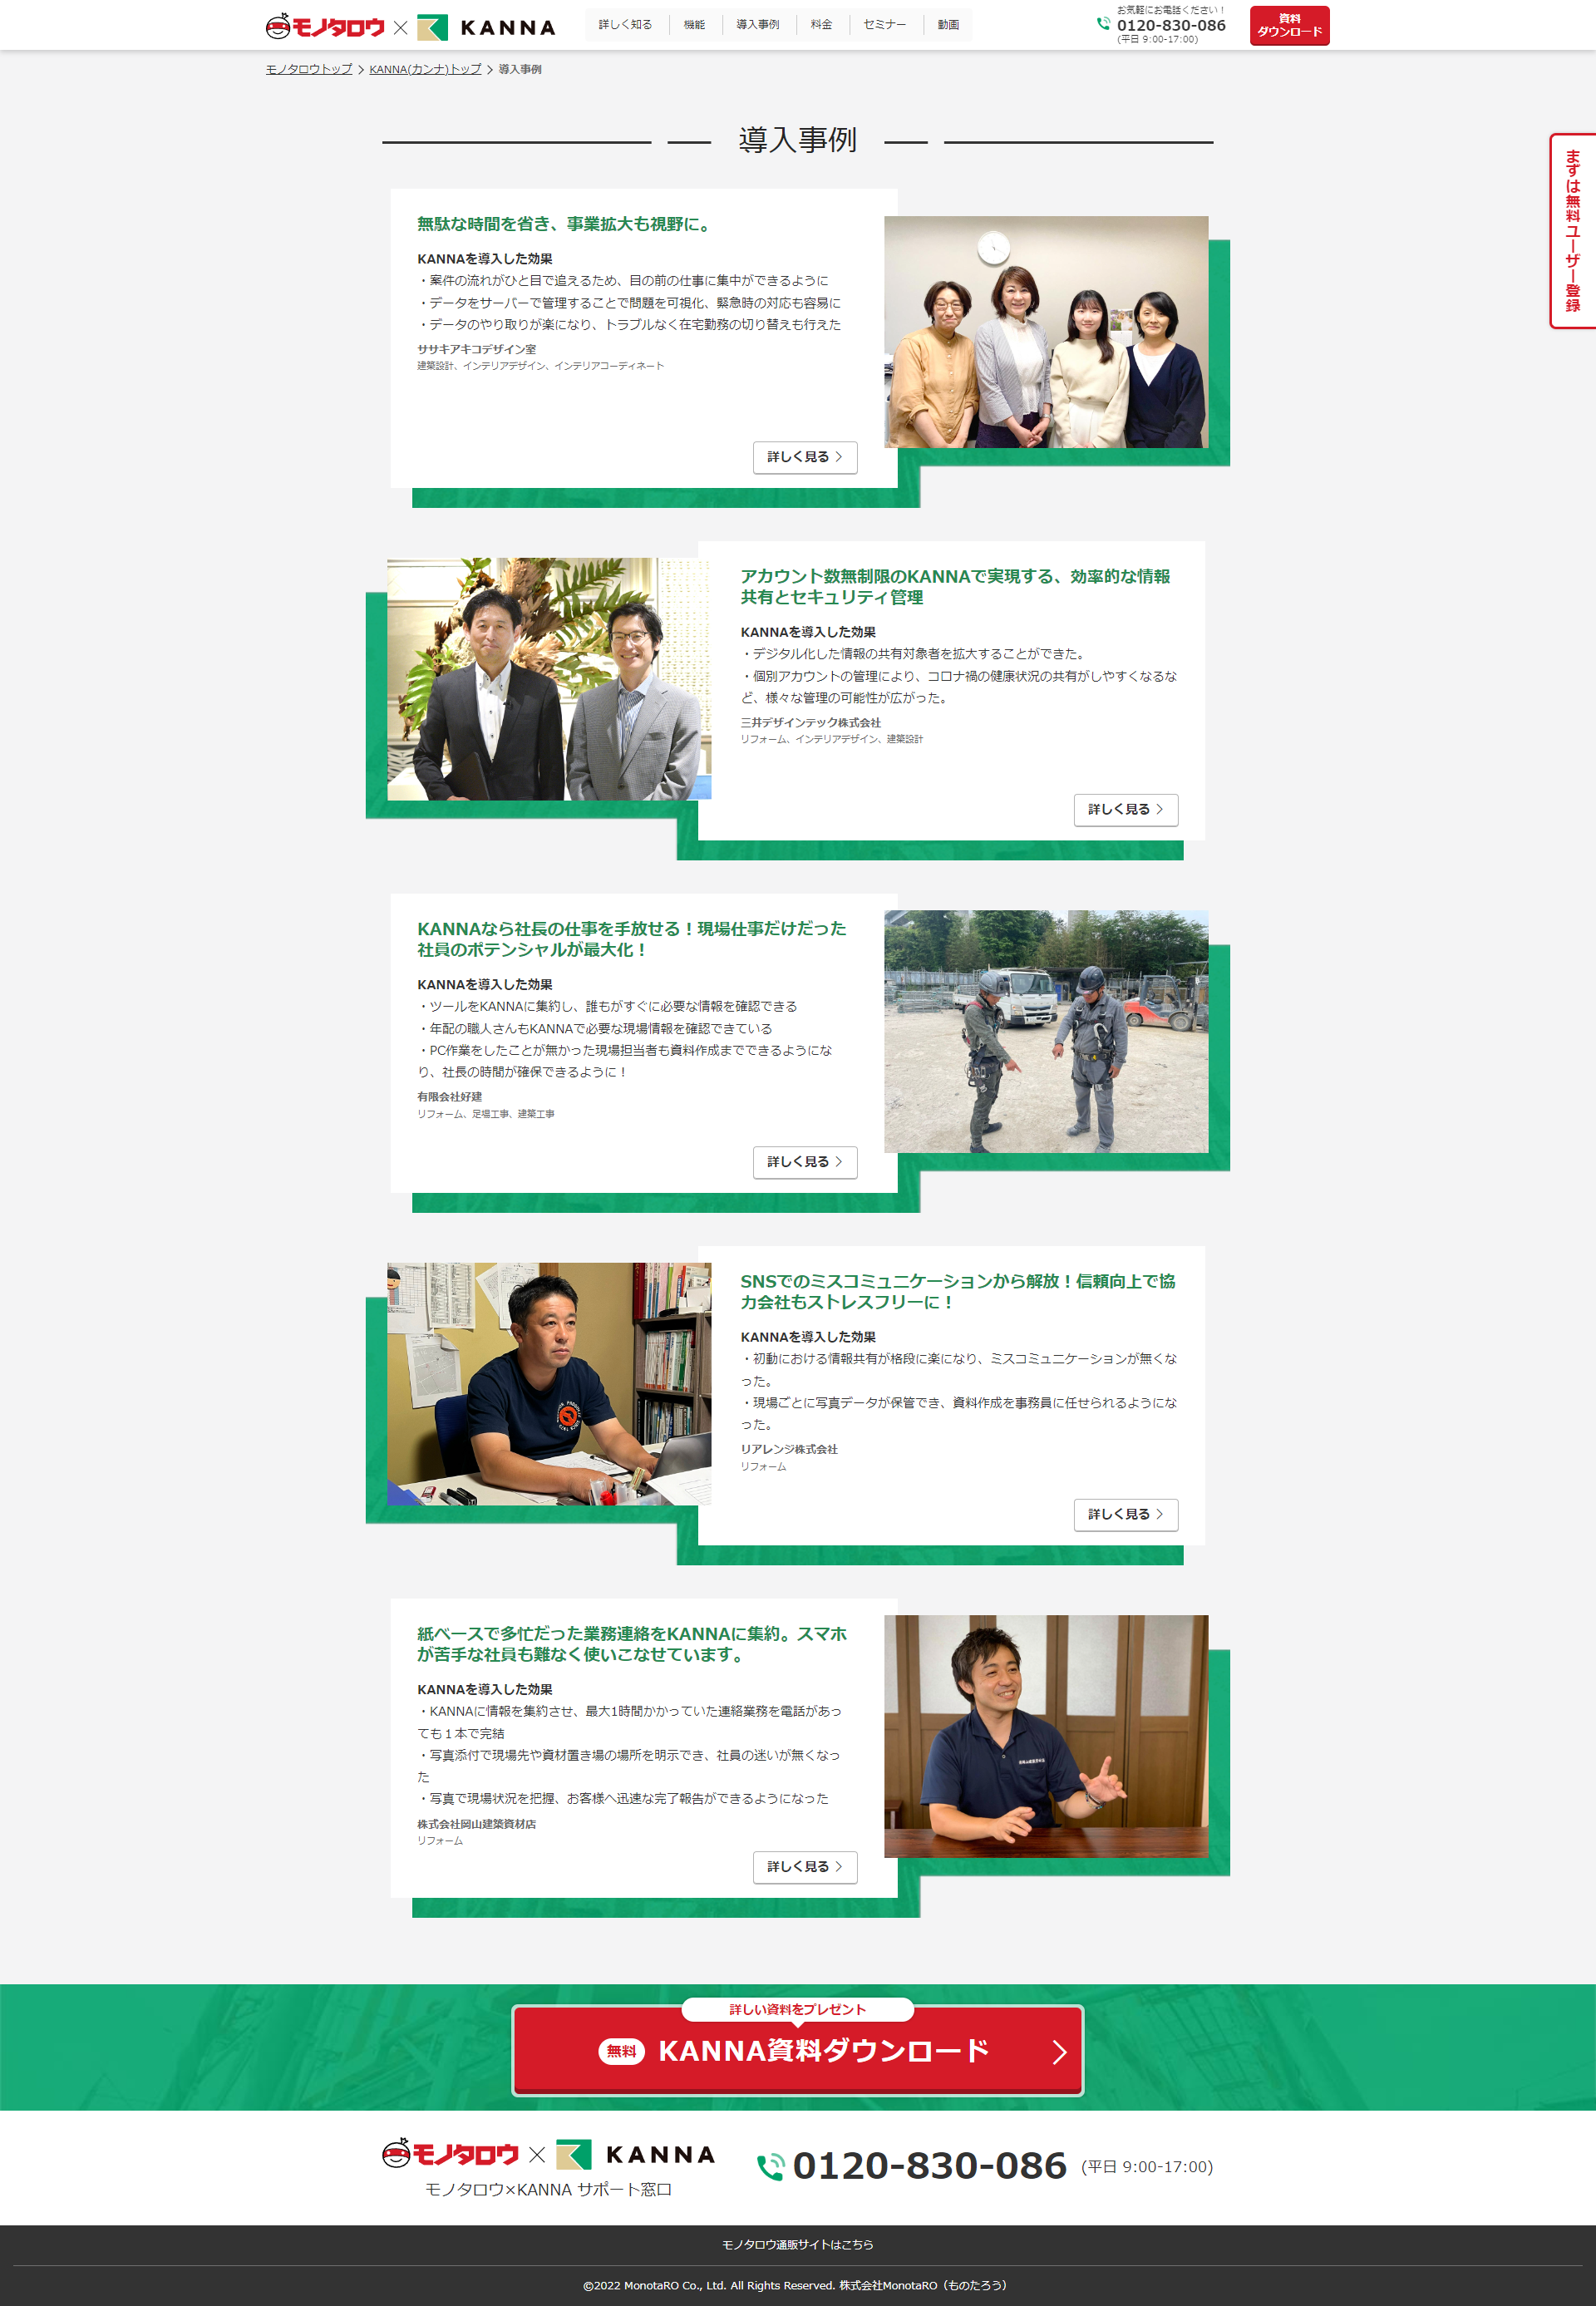 モノタロウ × KANNA
詳しく知る
機能
導入事例
料金
セミナー
動画
お気軽にお電話ください！
0120-830-086
(平日 9:00-17:00)
資料
ダウンロード
モノタロウトップ > KANNA(カンナ)トップ > 導入事例
まずは無料ユーザー登録
導入事例
無駄な時間を省き、事業拡大も視野に。
KANNAを導入した効果
・案件の流れがひと目で追えるため、目の前の仕事に集中ができるように
・データをサーバーで管理することで問題を可視化、緊急時の対応も容易に
・データのやり取りが楽になり、トラブルなく在宅勤務の切り替えも行えた
ササキアキコデザイン室
建築設計、インテリアデザイン、インテリアコーディネート
詳しく見る
アカウント数無制限のKANNAで実現する、効率的な情報
共有とセキュリティ管理
KANNAを導入した効果
・デジタル化した情報の共有対象者を拡大することができた。
・個別アカウントの管理により、コロナ禍の健康状況の共有がしやすくなるな
ど、様々な管理の可能性が広がった。
三井デザインテック株式会社
リフォーム、インテリアデザイン、建築設計
詳しく見る
KANNAなら社長の仕事を手放せる！現場仕事だけだった
社員のポテンシャルが最大化！
KANNAを導入した効果
・ツールをKANNAに集約し、誰もがすぐに必要な情報を確認できる
・年配の職人さんもKANNAで必要な現場情報を確認できている
・PC作業をしたことが無かった現場担当者も資料作成までできるようにな
り、社長の時間が確保できるように！
有限会社好建
リフォーム、足場工事、建築工事
詳しく見る
SNSでのミスコミュニケーションから解放！信頼向上で協
力会社もストレスフリーに！
KANNAを導入した効果
・初動における情報共有が格段に楽になり、ミスコミュニケーションが無くな
った。
・現場ごとに写真データが保管でき、資料作成を事務員に任せられるようにな
った。
リアレンジ株式会社
リフォーム
詳しく見る
紙ベースで多忙だった業務連絡をKANNAに集約。スマホ
が苦手な社員も難なく使いこなせています。
KANNAを導入した効果
・KANNAに情報を集約させ、最大1時間かかっていた連絡業務を電話があっ
ても１本で完結
・写真添付で現場先や資材置き場の場所を明示でき、社員の迷いが無くなっ
た
・写真で現場状況を把握、お客様へ迅速な完了報告ができるようになった
株式会社岡山建築資材店
リフォーム
詳しく見る
詳しい資料をプレゼント
無料 KANNA資料ダウンロード
モノタロウ × KANNA
モノタロウ×KANNA サポート窓口
0120-830-086 (平日 9:00-17:00)
モノタロウ通販サイトはこちら
©2022 MonotaRO Co., Ltd. All Rights Reserved. 株式会社MonotaRO（ものたろう）